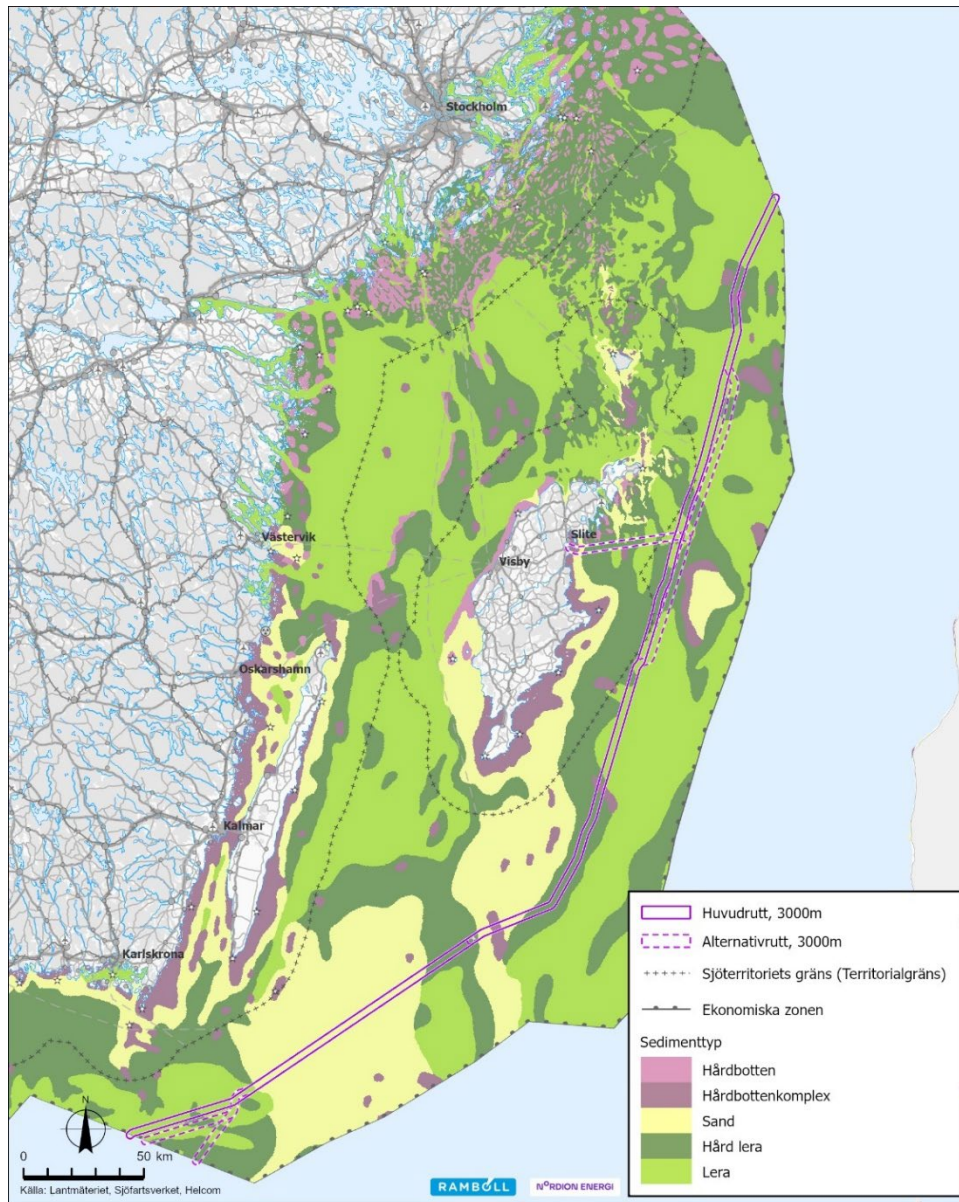 Stockholm
Västervik
Slite
Visby
Oskarshamn
Kalmar
Karlskrona
Huvudrutt, 3000m
Alternativrutt, 3000m
Sjöterritoriets gräns (Territorialgräns)
Ekonomiska zonen
Sedimenttyp
Hårdbotten
Hårdbottenkomplex
Sand
Hård lera
Lera
N
0 50 km
Källa: Lantmäteriet, Sjöfartsverket, Helcom
RAMBOLL
NORDION ENERGI